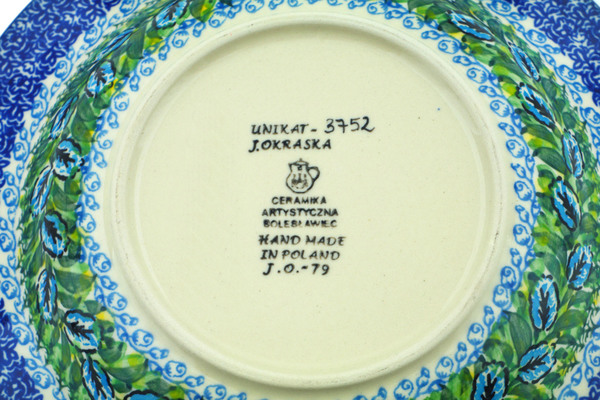 UNIKAT - 3752
J. OKRASKA
CERAMIKA
ARTYSTYCZNA
BOLESŁAWIEC
HAND MADE
IN POLAND
J.O.-79